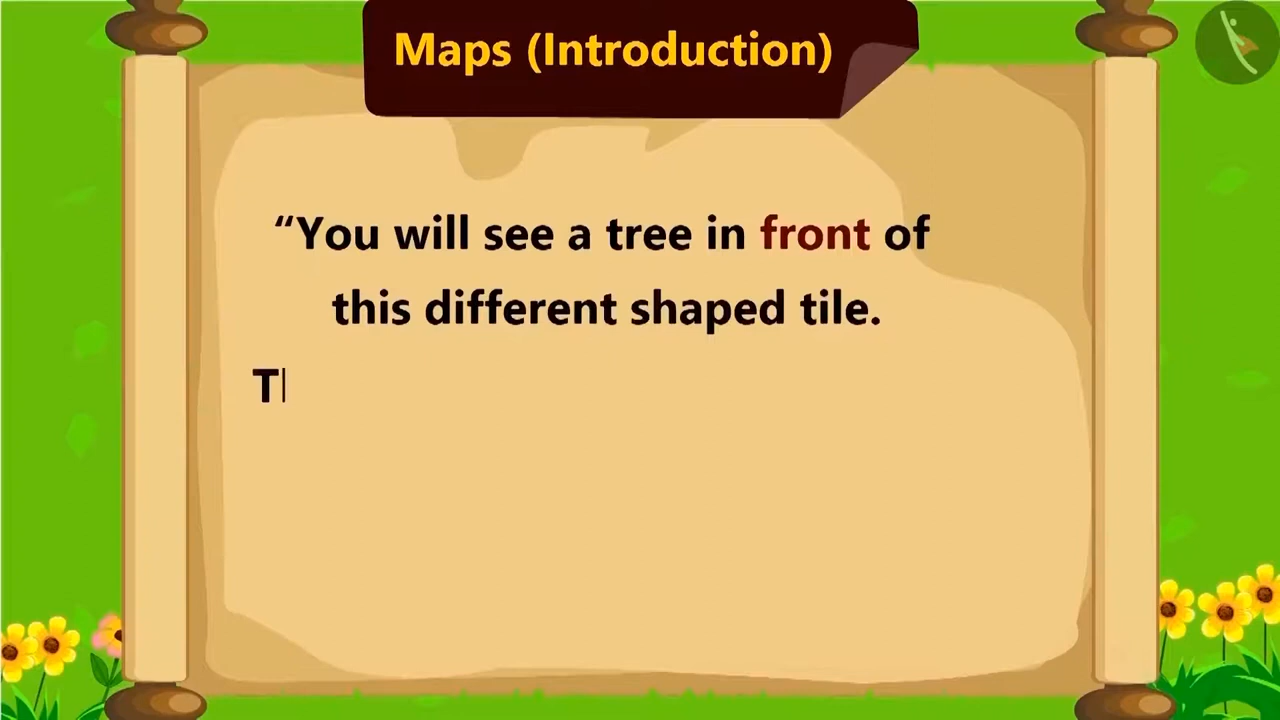 Maps (Introduction)
“You will see a tree in front of
this different shaped tile.
T